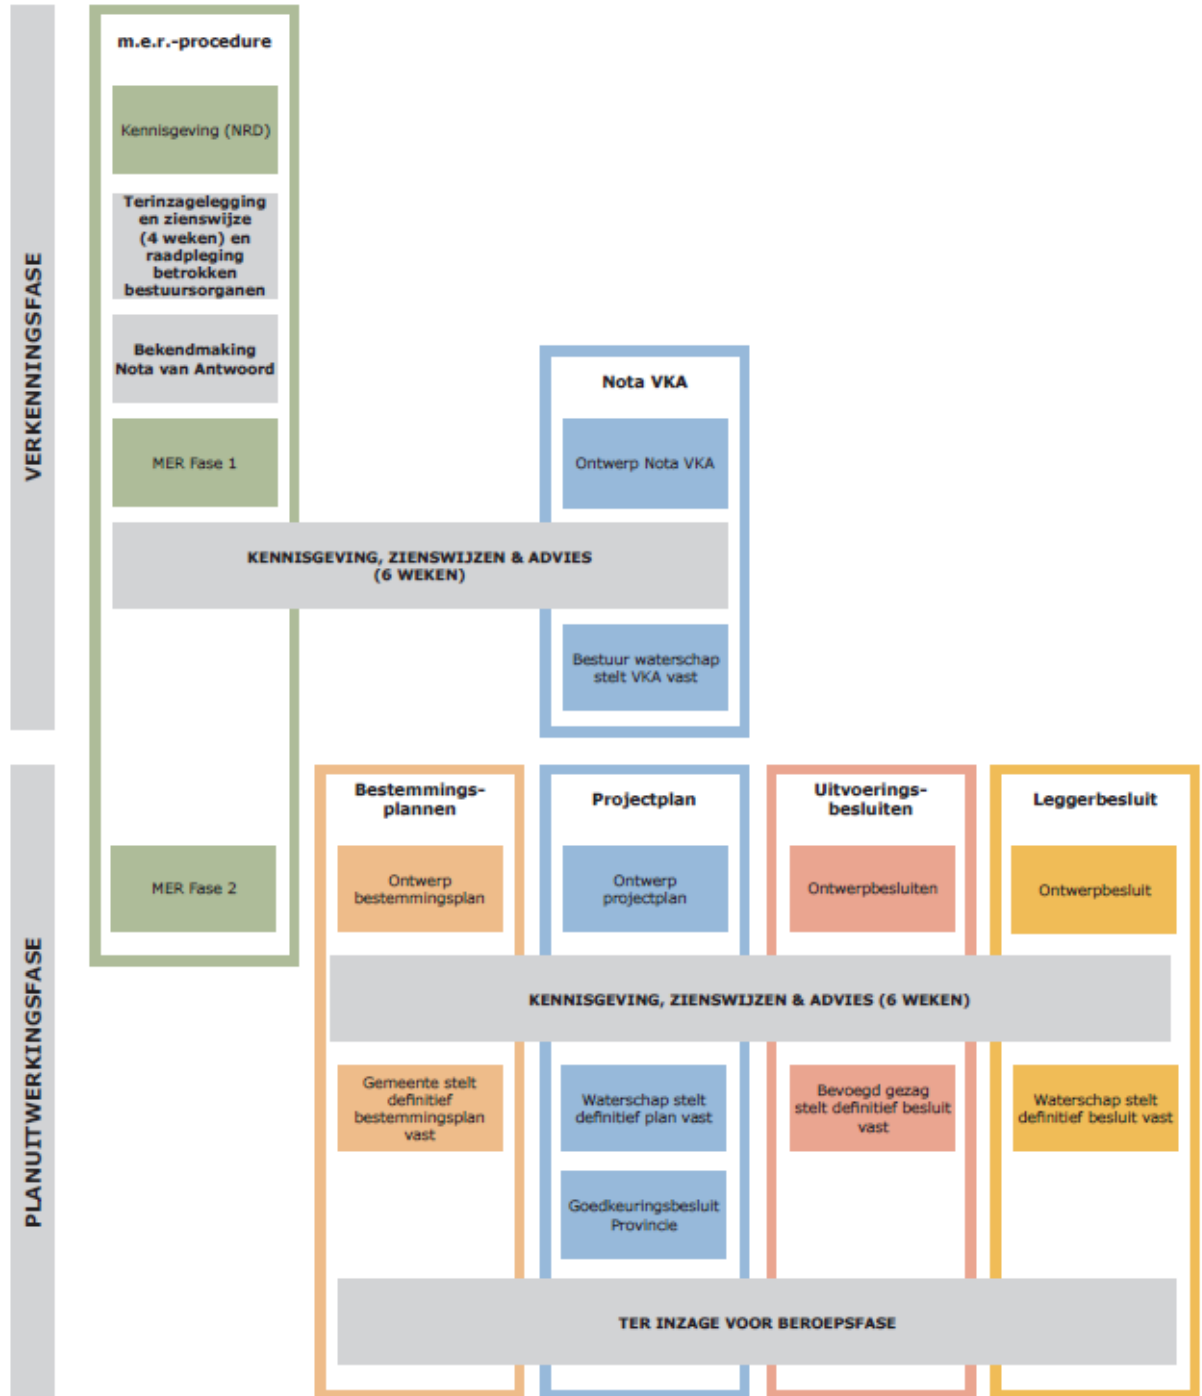 VERKENNINGSFASE
m.e.r.-procedure
Kennisgeving (NRD)
Terinzagelegging
en zienswijze
(4 weken) en
raadpleging
betrokken
bestuursorganen
Bekendmaking
Nota van Antwoord
MER Fase 1
Nota VKA
Ontwerp Nota VKA
KENNISGEVING, ZIENSWIJZEN & ADVIES
(6 WEKEN)
Bestuur waterschap
stelt VKA vast
PLANUITWERKINGSFASE
MER Fase 2
Bestemmings-
plannen
Ontwerp
bestemmingsplan
Projectplan
Ontwerp
projectplan
Uitvoerings-
besluiten
Ontwerpbesluiten
Leggerbesluit
Ontwerpbesluit
KENNISGEVING, ZIENSWIJZEN & ADVIES (6 WEKEN)
Gemeente stelt
definitief
bestemmingsplan
vast
Waterschap stelt
definitief plan vast
Goedkeuringsbesluit
Provincie
Bevoegd gezag
stelt definitief besluit
vast
Waterschap stelt
definitief besluit vast
TER INZAGE VOOR BEROEPSFASE